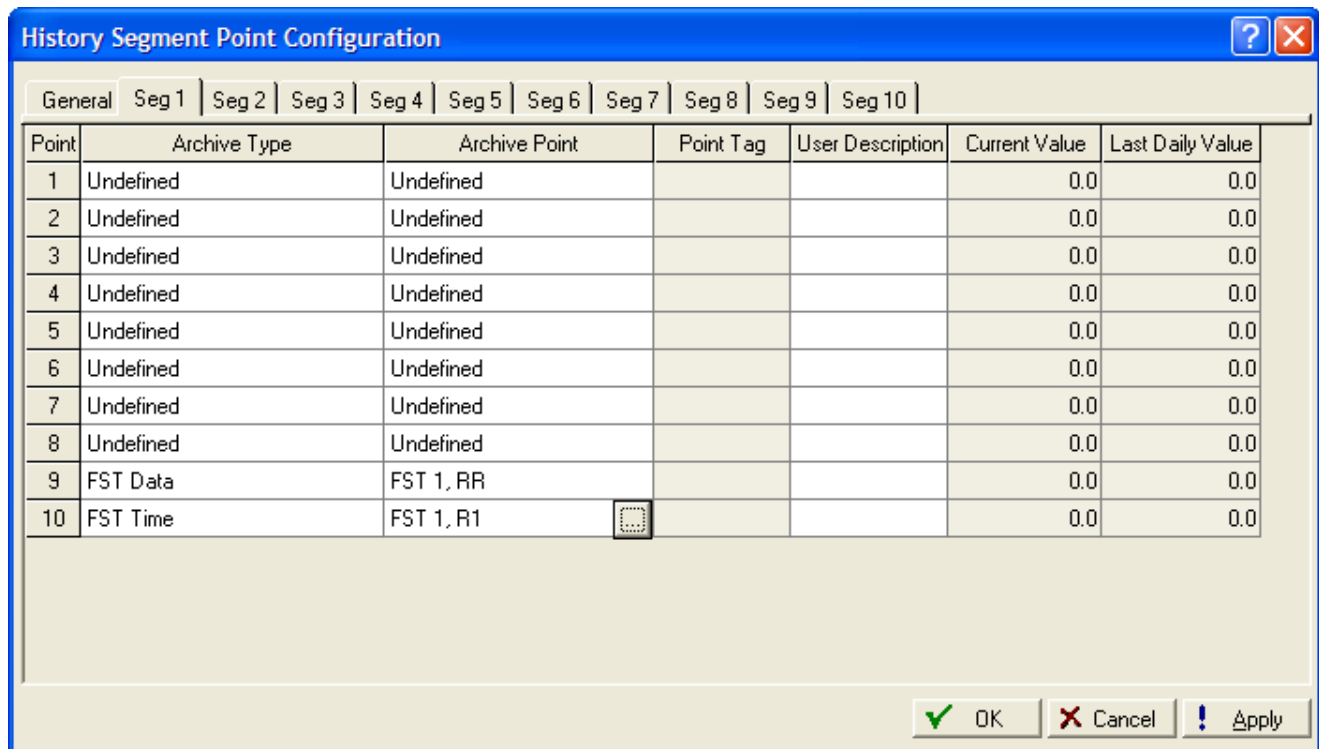 History Segment Point Configuration ?
General Seg 1 Seg 2 Seg 3 Seg 4 Seg 5 Seg 6 Seg 7 Seg 8 Seg 9 Seg 10
Point Archive Type Archive Point Point Tag User Description Current Value Last Daily Value
1 Undefined Undefined 0.0 0.0
2 Undefined Undefined 0.0 0.0
3 Undefined Undefined 0.0 0.0
4 Undefined Undefined 0.0 0.0
5 Undefined Undefined 0.0 0.0
6 Undefined Undefined 0.0 0.0
7 Undefined Undefined 0.0 0.0
8 Undefined Undefined 0.0 0.0
9 FST Data FST 1, RR 0.0 0.0
10 FST Time FST 1, R1 ... 0.0 0.0
OK Cancel ! Apply